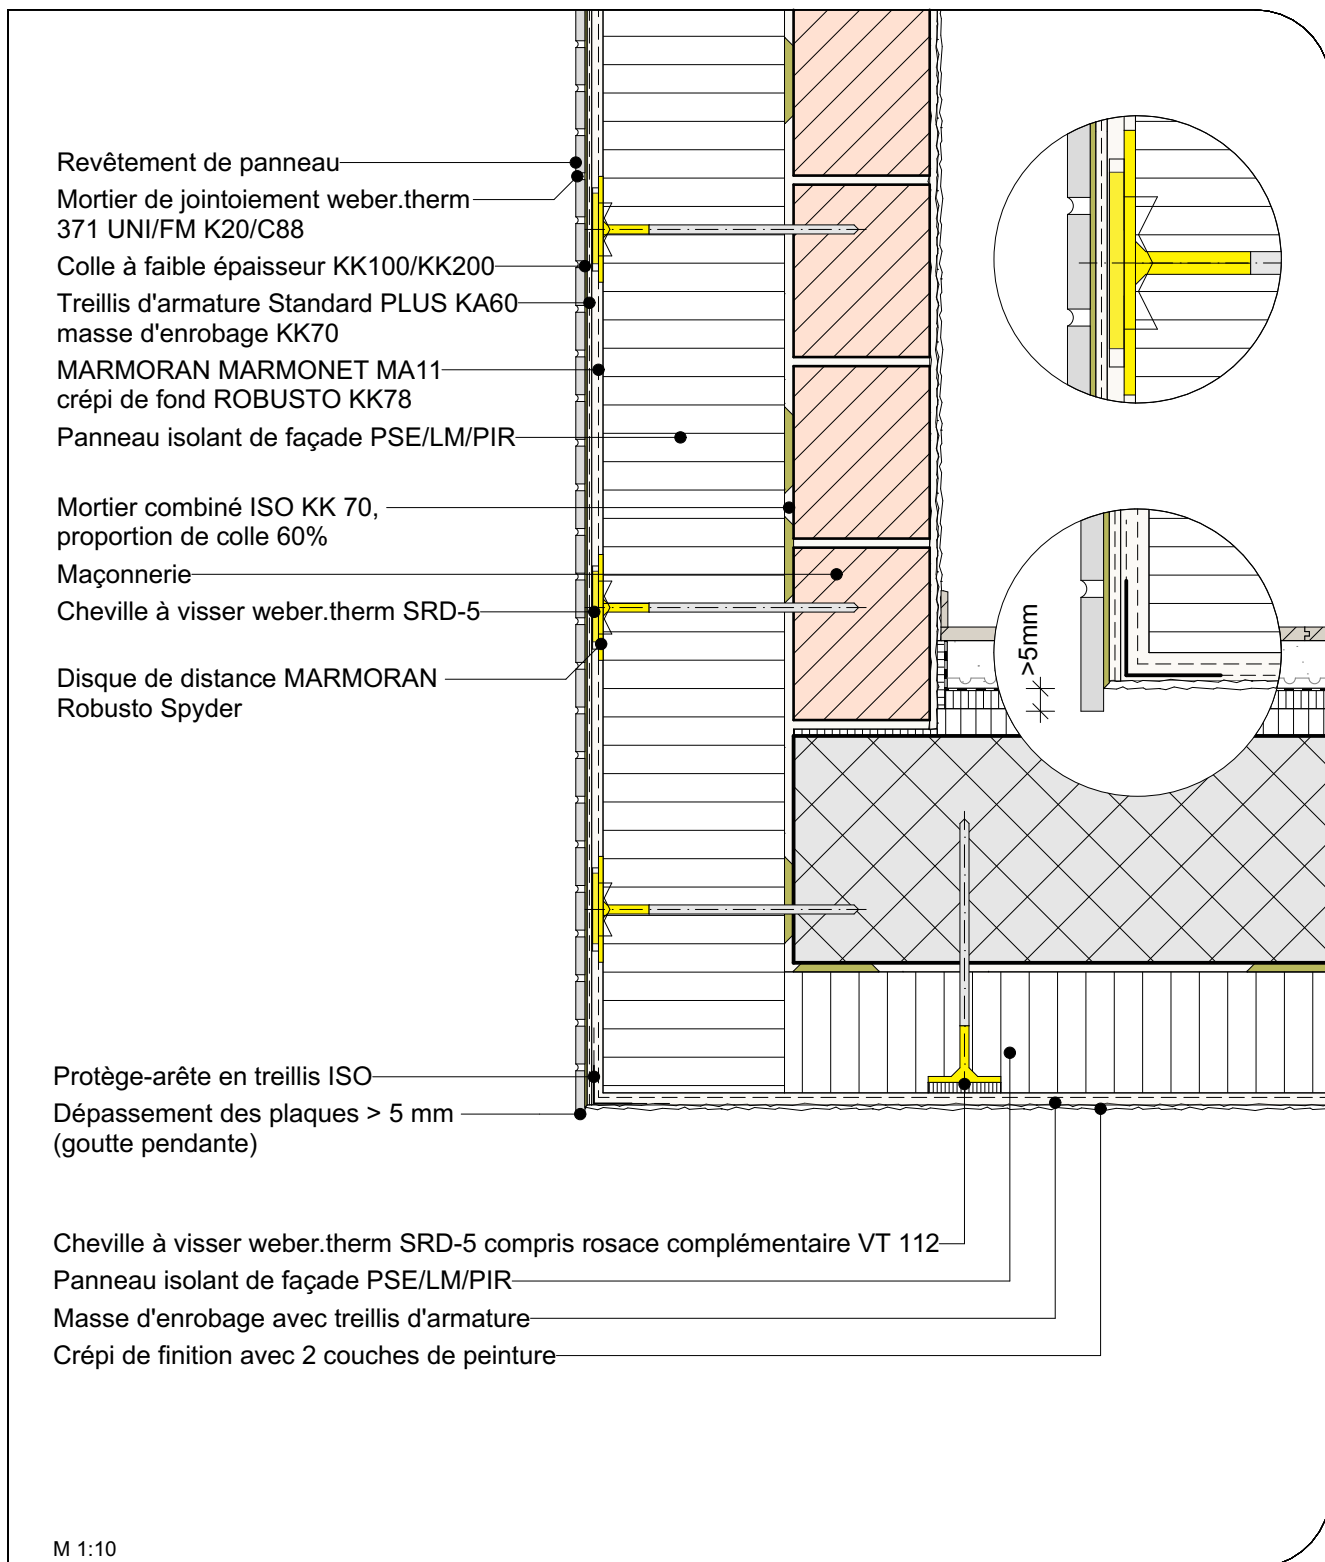 Revêtement de panneau
Mortier de jointoiement weber.therm
371 UNI/FM K20/C88
Colle à faible épaisseur KK100/KK200
Treillis d'armature Standard PLUS KA60
masse d'enrobage KK70
MARMORAN MARMONET MA11
crépi de fond ROBUSTO KK78
Panneau isolant de façade PSE/LM/PIR
Mortier combiné ISO KK 70,
proportion de colle 60%
Maçonnerie
Cheville à visser weber.therm SRD-5
>5mm
Disque de distance MARMORAN
Robusto Spyder
Protège-arête en treillis ISO
Dépassement des plaques > 5 mm
(goutte pendante)
Cheville à visser weber.therm SRD-5 compris rosace complémentaire VT 112
Panneau isolant de façade PSE/LM/PIR
Masse d'enrobage avec treillis d'armature
Crépi de finition avec 2 couches de peinture
M 1:10